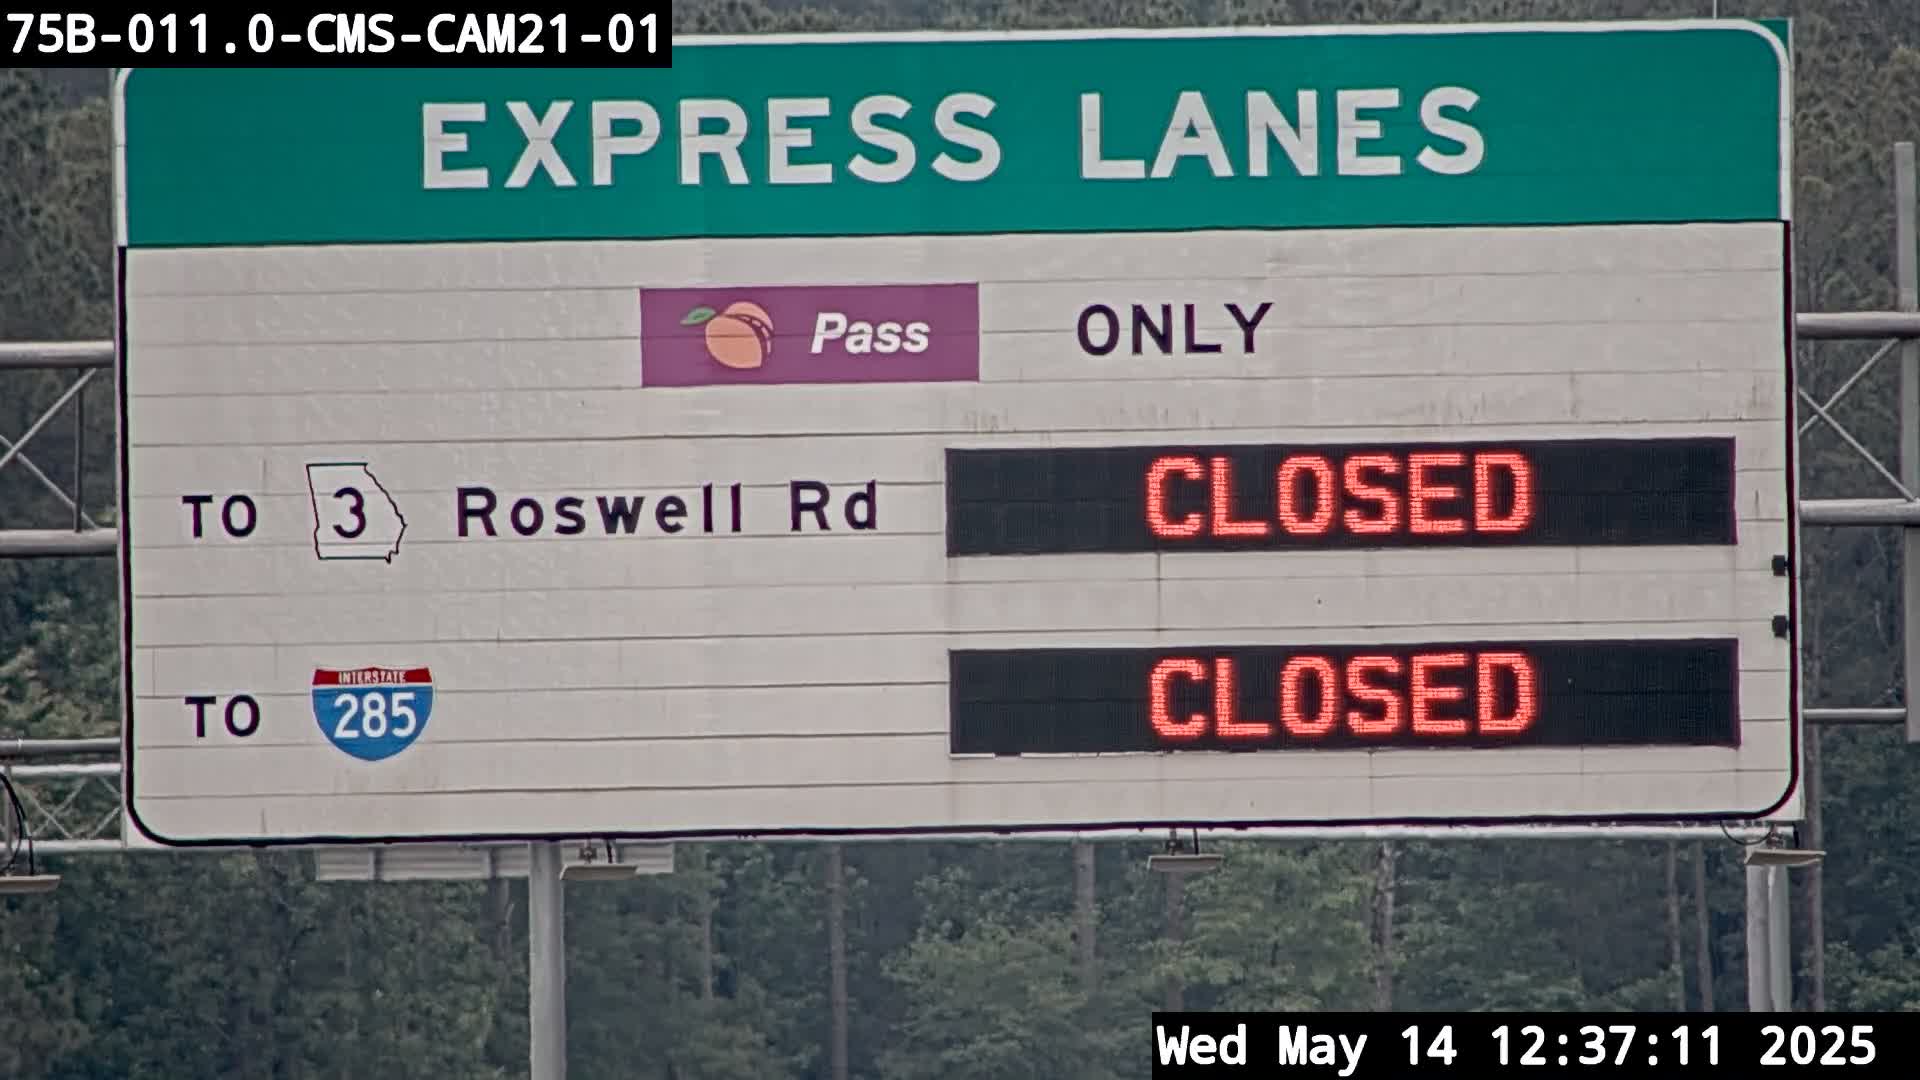 75B-011.0-CMS-CAM21-01
EXPRESS LANES
Pass ONLY
TO 3 Roswell Rd CLOSED
TO INTERSTATE 285 CLOSED
Wed May 14 12:37:11 2025